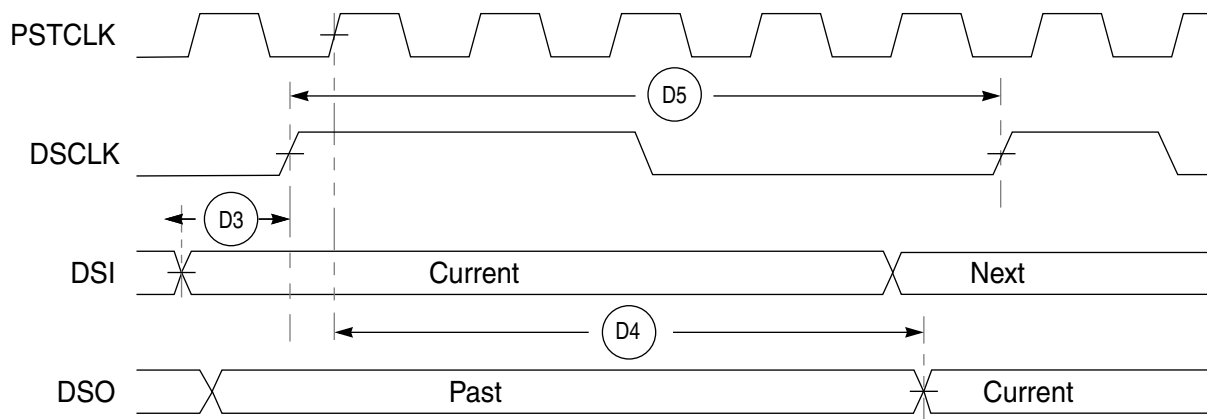 PSTCLK
D5
DSCLK
D3
DSI
Current
Next
D4
DSO
Past
Current